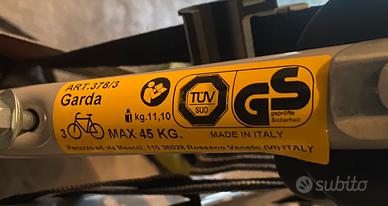 ART.378/3
Garda
kg.11,10
TÜV
SUD
GS
geprüfte
Sicherheit
3
MAX 45 KG.
MADE IN ITALY
Peruzzo srl via Meucci, 115 36028 Rossano Veneto (VI) ITALY
subito